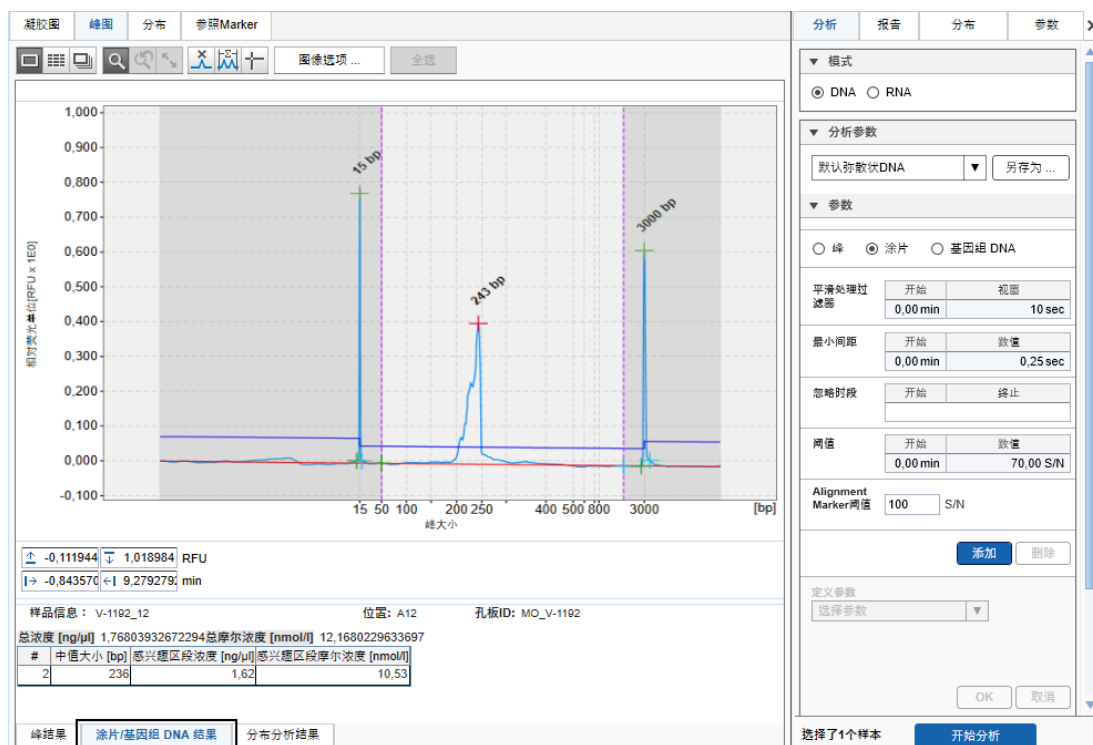 凝胶图 峰图 分布 参照Marker
分析 报告 分布 参数
图像选项 ... 全选
1,000
0,900
0,800
0,700
0,600
0,500
0,400
0,300
0,200
0,100
0,000
-0,100
相对荧光单位[RFU x 1E0]
15 bp
243 bp
3000 bp
15 50 100 200 250 400 500 800 3000 [bp]
峰大小
-0,111944 1,018984 RFU
-0,843570 9,2792792 min
样品信息： V-1192_12 位置: A12 孔板ID: MO_V-1192
总浓度 [ng/µl] 1,76803932672294 总摩尔浓度 [nmol/l] 12,1680229633697
# 中值大小 [bp] 感兴趣区段浓度 [ng/µl] 感兴趣区段摩尔浓度 [nmol/l]
2 236 1,62 10,53
峰结果 涂片/基因组 DNA 结果 分布分析结果
模式
DNA RNA
分析参数
默认弥散状DNA 另存为 ...
参数
峰 涂片 基因组 DNA
平滑处理过滤器 开始 视窗
0,00 min 10 sec
最小间距 开始 数值
0,00 min 0,25 sec
忽略时段 开始 终止
阈值 开始 数值
0,00 min 70,00 S/N
Alignment
Marker阈值 100 S/N
添加 删除
定义参数
选择参数
OK 取消
选择了1个样本 开始分析